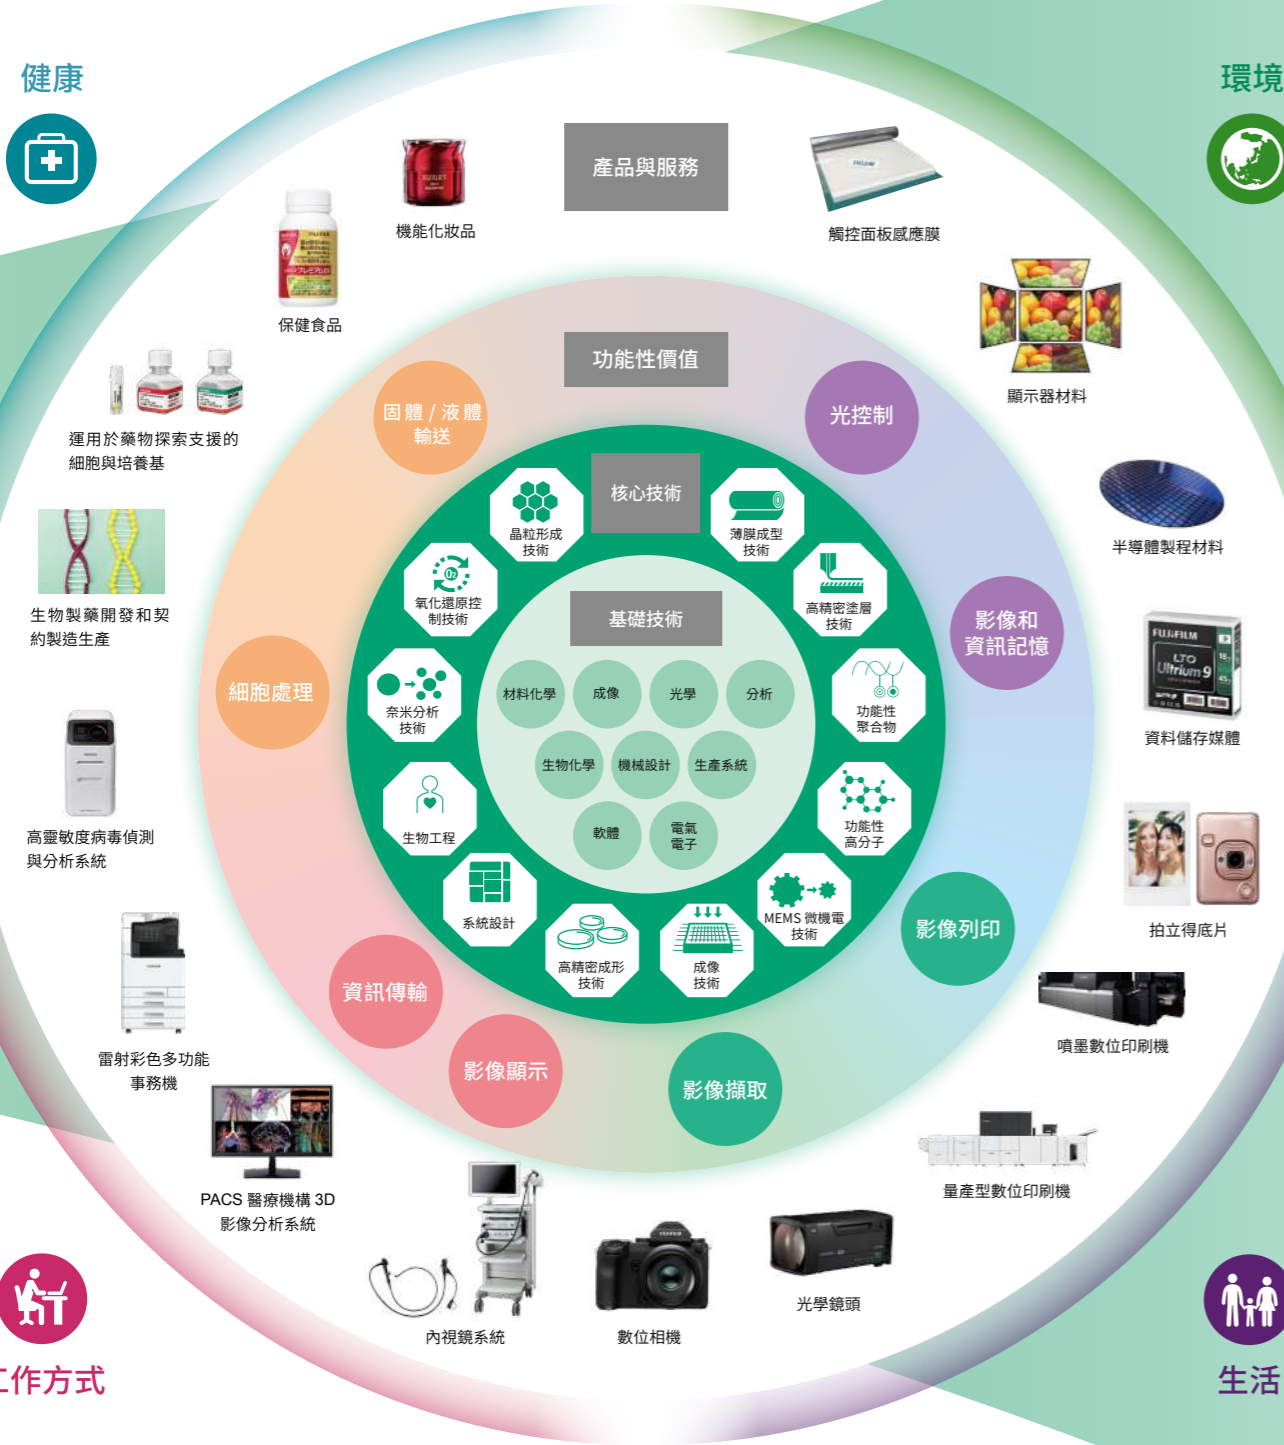 健康
環境
產品與服務
機能化妝品
觸控面板感應膜
保健食品
顯示器材料
功能性價值
固體 / 液體
輸送
光控制
運用於藥物探索支援的
細胞與培養基
核心技術
晶粒形成
技術
薄膜成型
技術
半導體製程材料
O₂
氧化還原控
制技術
高精密塗層
技術
生物製藥開發和契
約製造生產
基礎技術
影像和
資訊記憶
FUJIFILM
LTO
Ultrium 9
細胞處理
奈米分析
技術
材料化學
成像
光學
分析
功能性
聚合物
資料儲存媒體
生物化學
機械設計
生產系統
高靈敏度病毒偵測
與分析系統
生物工程
軟體
電氣
電子
功能性
高分子
系統設計
MEMS 微機電
技術
影像列印
拍立得底片
高精密成形
技術
成像
技術
資訊傳輸
噴墨數位印刷機
雷射彩色多功能
事務機
影像顯示
影像擷取
PACS 醫療機構 3D
影像分析系統
量產型數位印刷機
光學鏡頭
內視鏡系統
數位相機
工作方式
生活